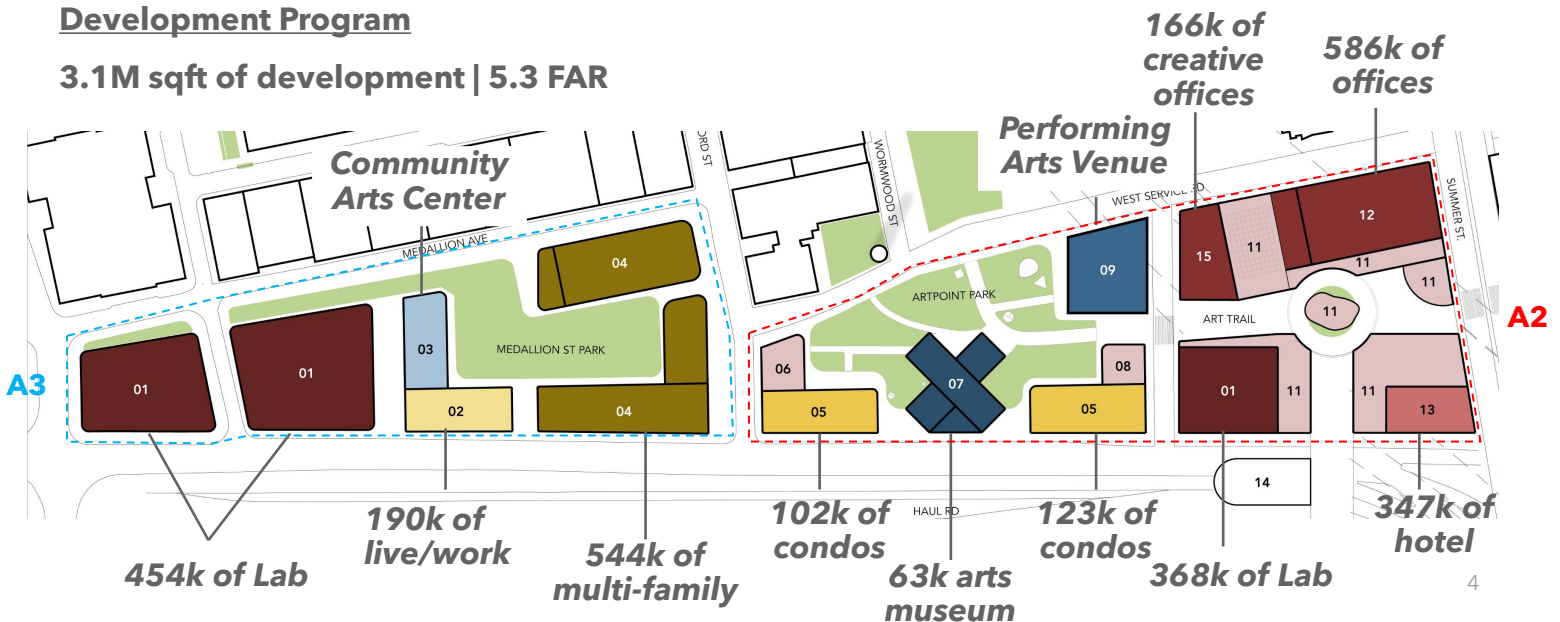 Development Program
3.1M sqft of development | 5.3 FAR
166k of
creative
offices
586k of
offices
Performing
Arts Venue
Community
Arts Center
ORD ST
WORMWOOD ST
WEST SERVICE RD
SUMMER ST.
MEDALLION AVE
04
15
11
12
11
11
09
ARTPOINT PARK
ART TRAIL
11
A2
03
MEDALLION ST PARK
A3
01
01
06
07
08
01
11
11
02
04
05
05
13
14
HAUL RD
454k of Lab
190k of
live/work
544k of
multi-family
102k of
condos
63k arts
museum
123k of
condos
368k of Lab
347k of
hotel
4